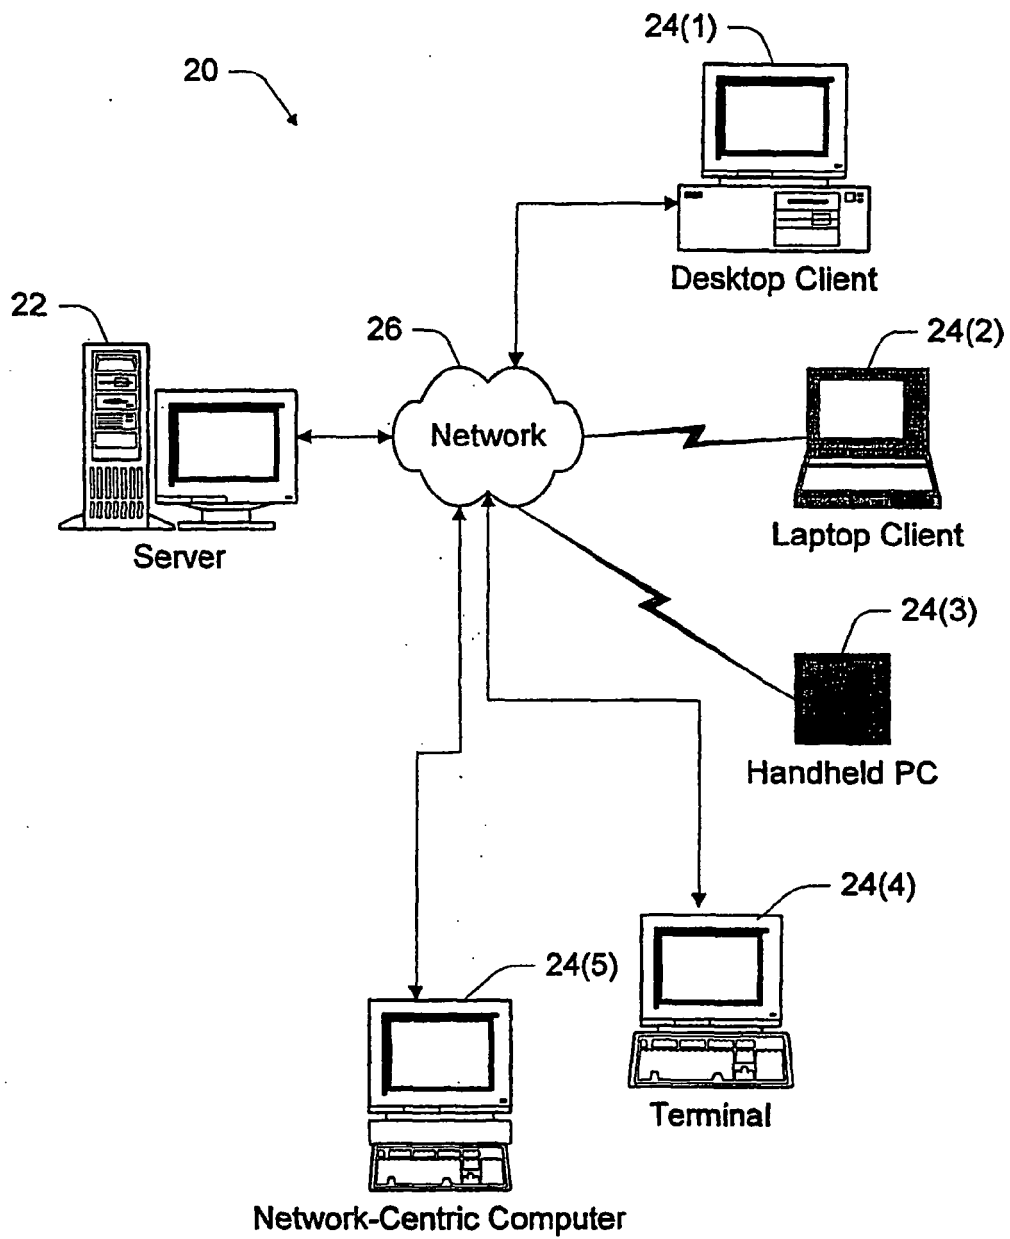 24(1)
20
Desktop Client
22
26
24(2)
Network
Server
Laptop Client
24(3)
Handheld PC
24(4)
24(5)
Terminal
Network-Centric Computer